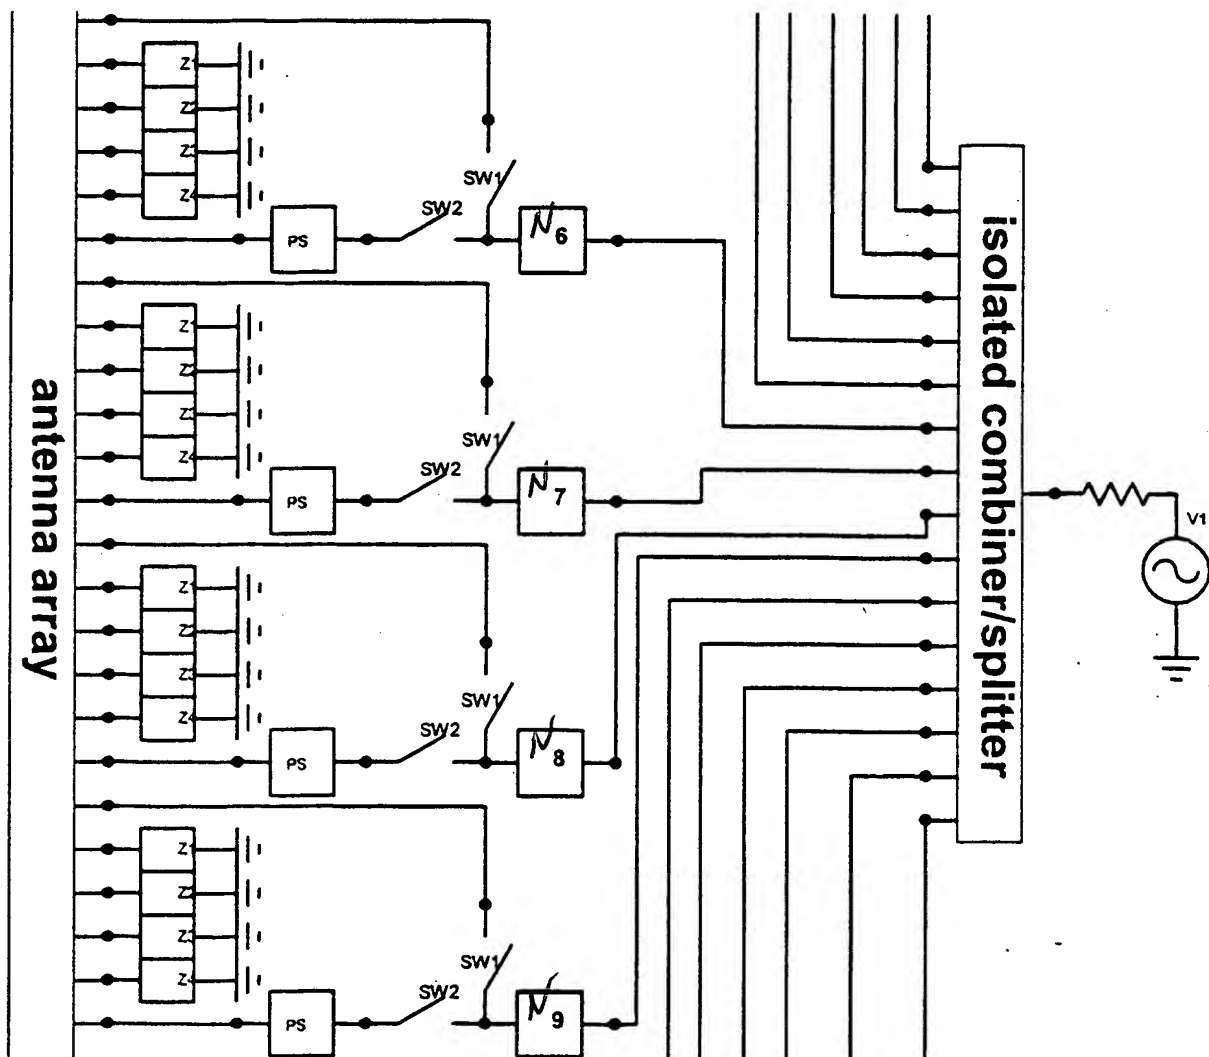 Z1
Z2
Z3
Z4
SW1
SW2
PS
N6
Z1
Z2
Z3
Z4
SW1
SW2
PS
N7
Z1
Z2
Z3
Z4
SW1
SW2
PS
N8
Z1
Z2
Z3
Z4
SW1
SW2
PS
N9
antenna array
isolated combiner/splitter
V1